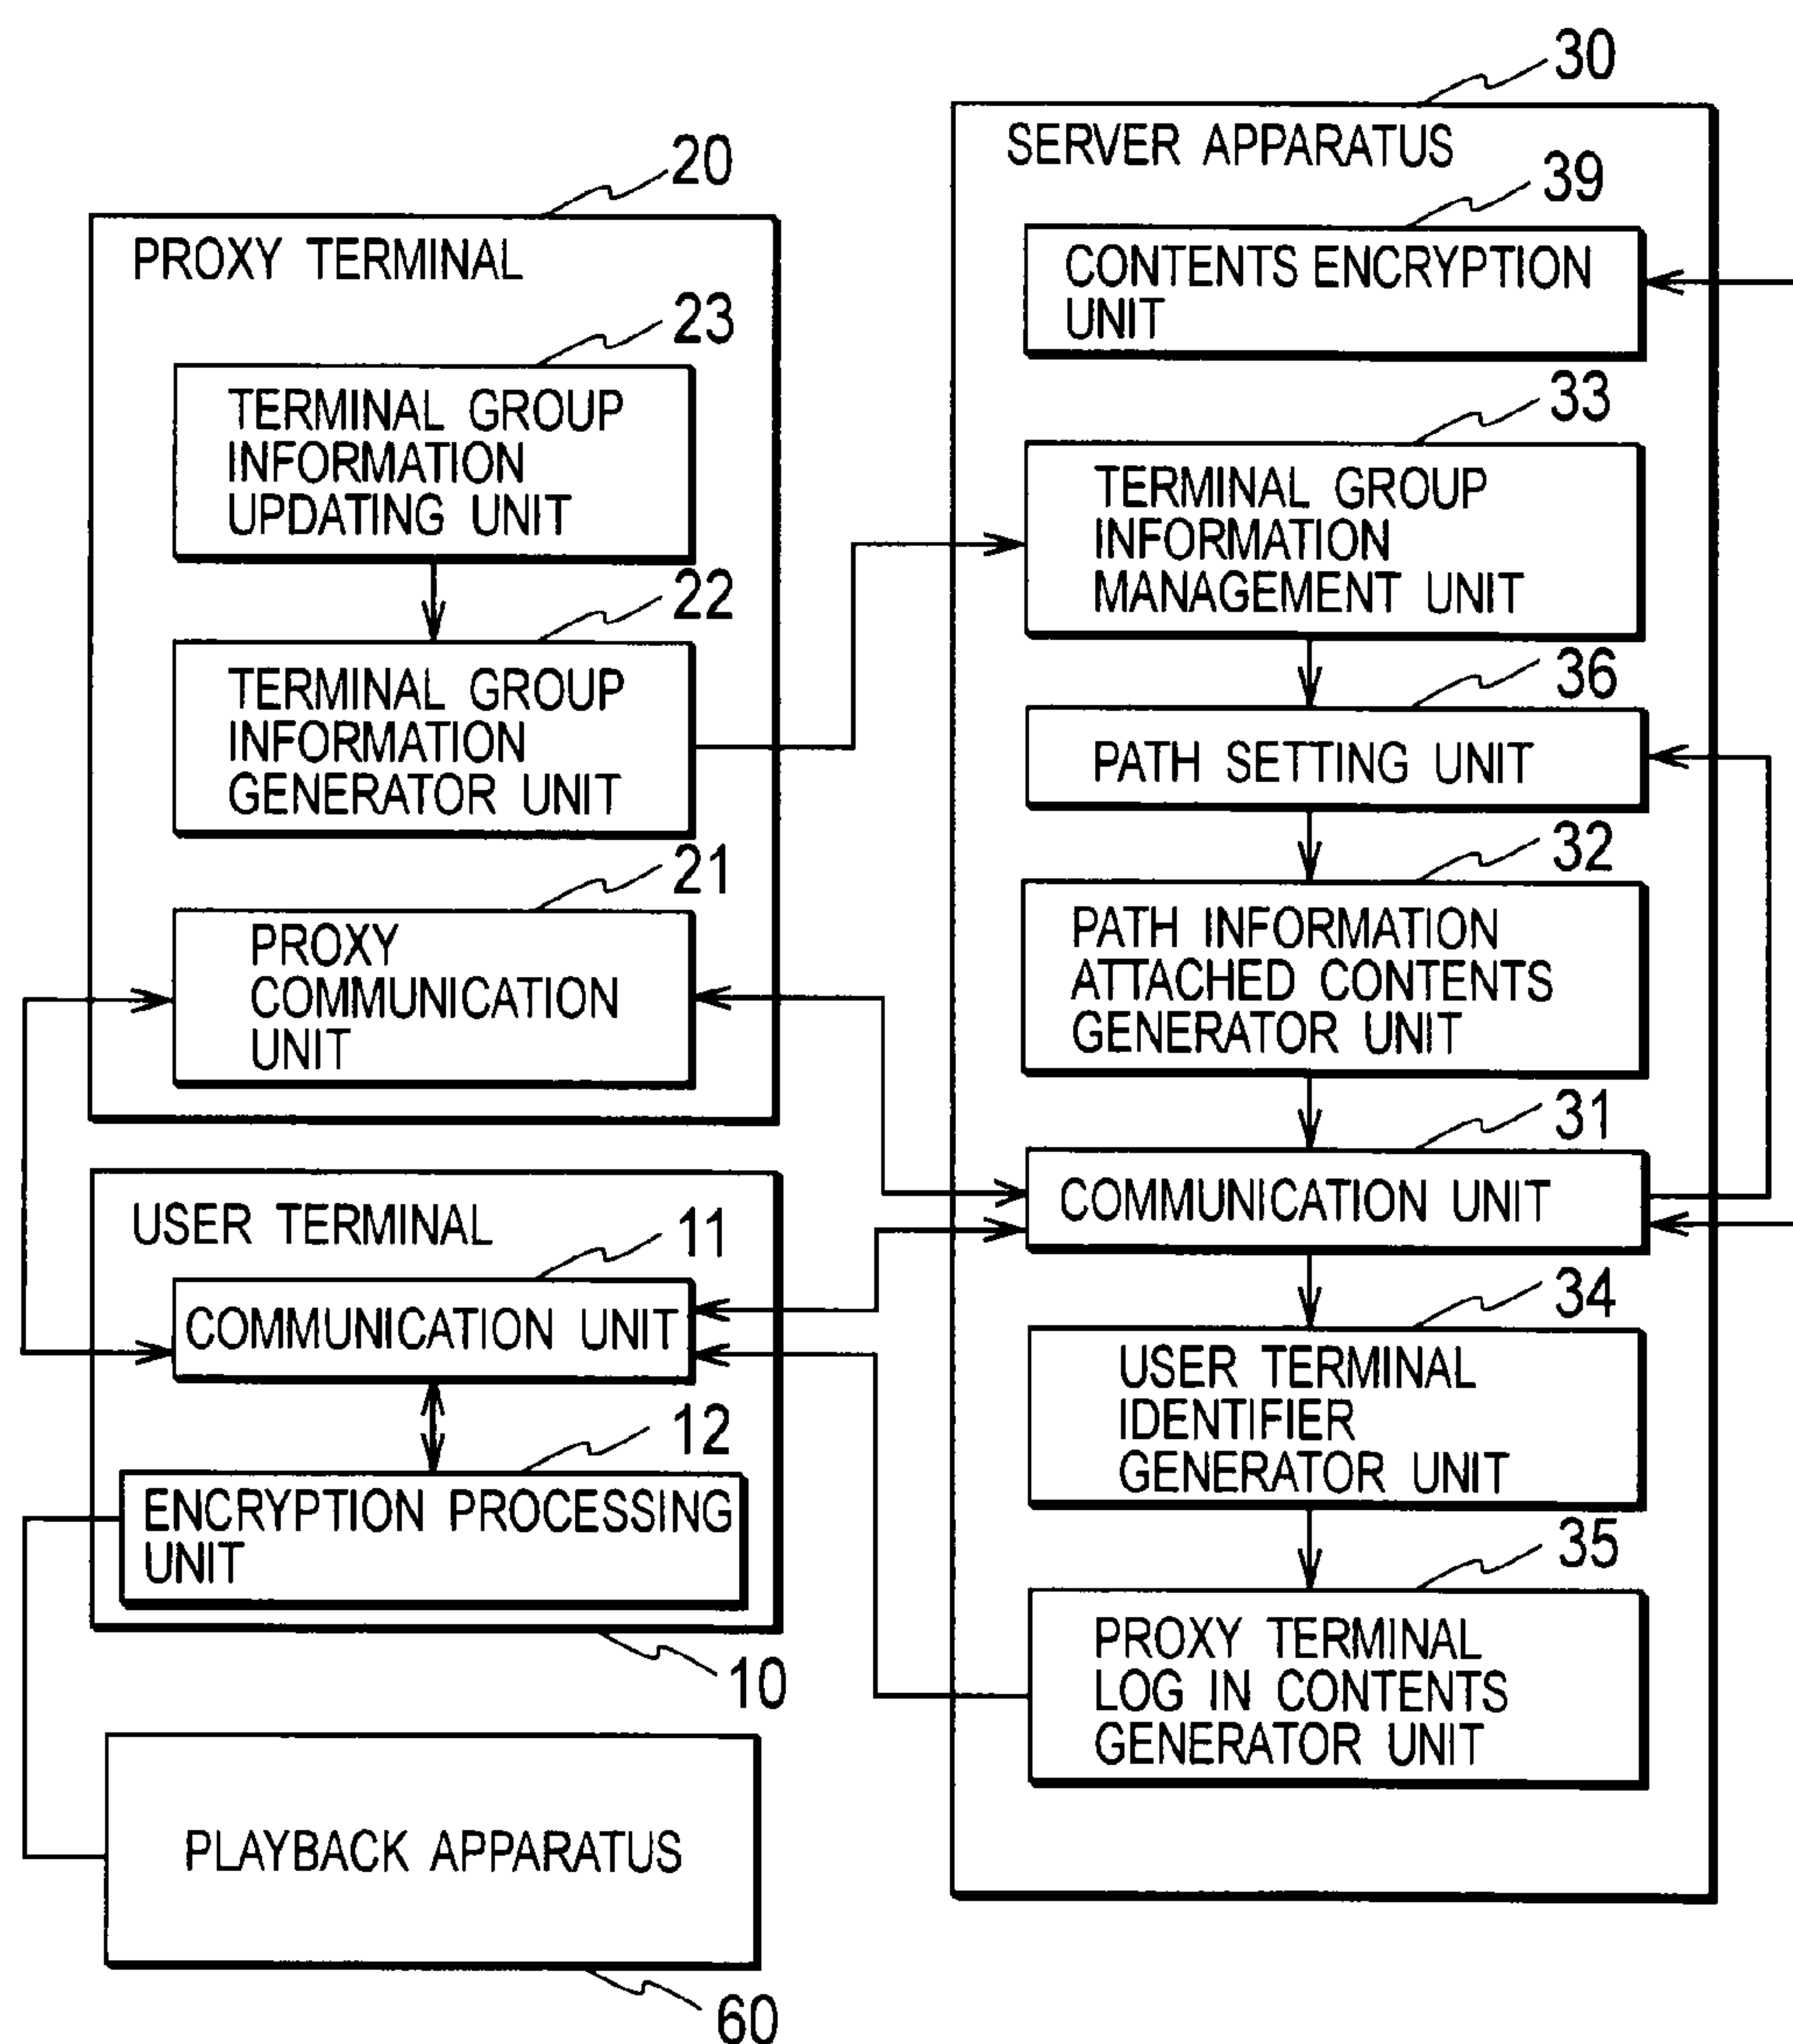 30
SERVER APPARATUS
39
CONTENTS ENCRYPTION
UNIT
33
TERMINAL GROUP
INFORMATION
MANAGEMENT UNIT
36
PATH SETTING UNIT
32
PATH INFORMATION
ATTACHED CONTENTS
GENERATOR UNIT
31
COMMUNICATION UNIT
34
USER TERMINAL
IDENTIFIER
GENERATOR UNIT
35
PROXY TERMINAL
LOG IN CONTENTS
GENERATOR UNIT
20
PROXY TERMINAL
23
TERMINAL GROUP
INFORMATION
UPDATING UNIT
22
TERMINAL GROUP
INFORMATION
GENERATOR UNIT
21
PROXY
COMMUNICATION
UNIT
USER TERMINAL
11
COMMUNICATION UNIT
12
ENCRYPTION PROCESSING
UNIT
10
PLAYBACK APPARATUS
60